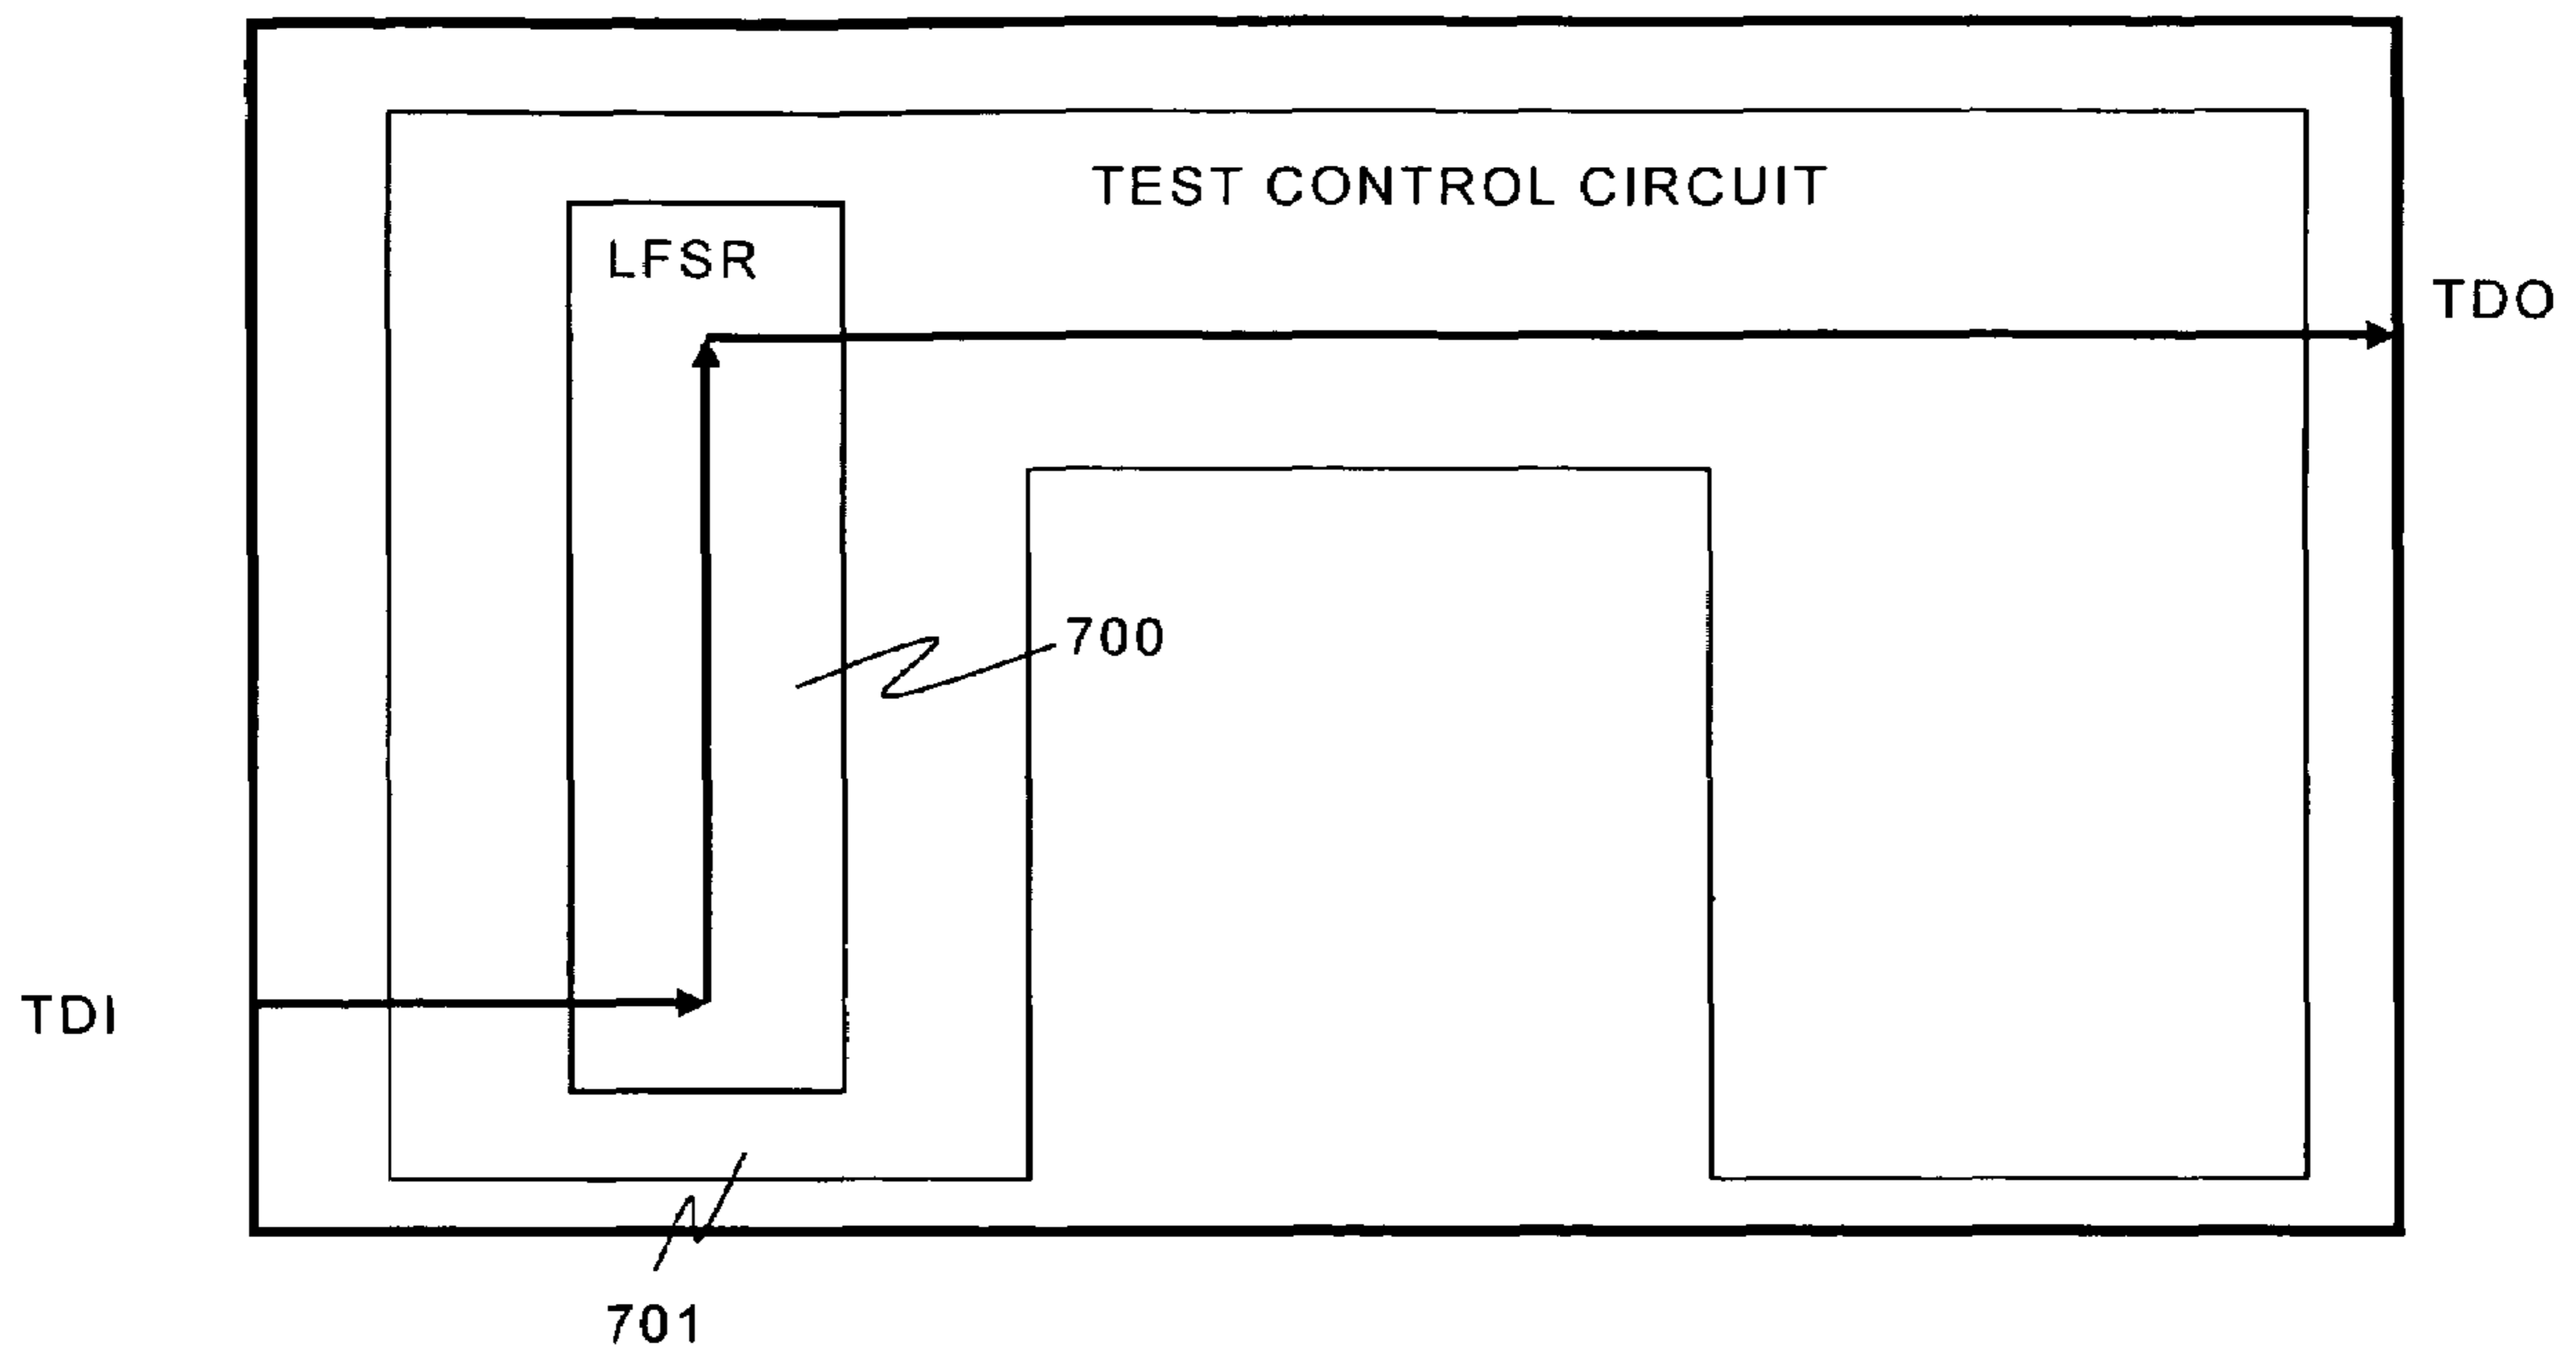 TEST CONTROL CIRCUIT
LFSR
TDO
700
TDI
701